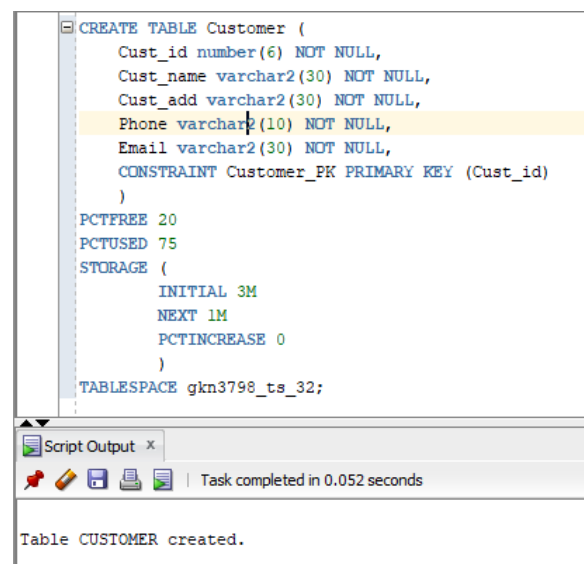 CREATE TABLE Customer (
Cust_id number(6) NOT NULL,
Cust_name varchar2(30) NOT NULL,
Cust_add varchar2(30) NOT NULL,
Phone varchar2(10) NOT NULL,
Email varchar2(30) NOT NULL,
CONSTRAINT Customer_PK PRIMARY KEY (Cust_id)
)
PCTFREE 20
PCTUSED 75
STORAGE (
INITIAL 3M
NEXT 1M
PCTINCREASE 0
)
TABLESPACE gkn3798_ts_32;
Script Output x
Task completed in 0.052 seconds
Table CUSTOMER created.